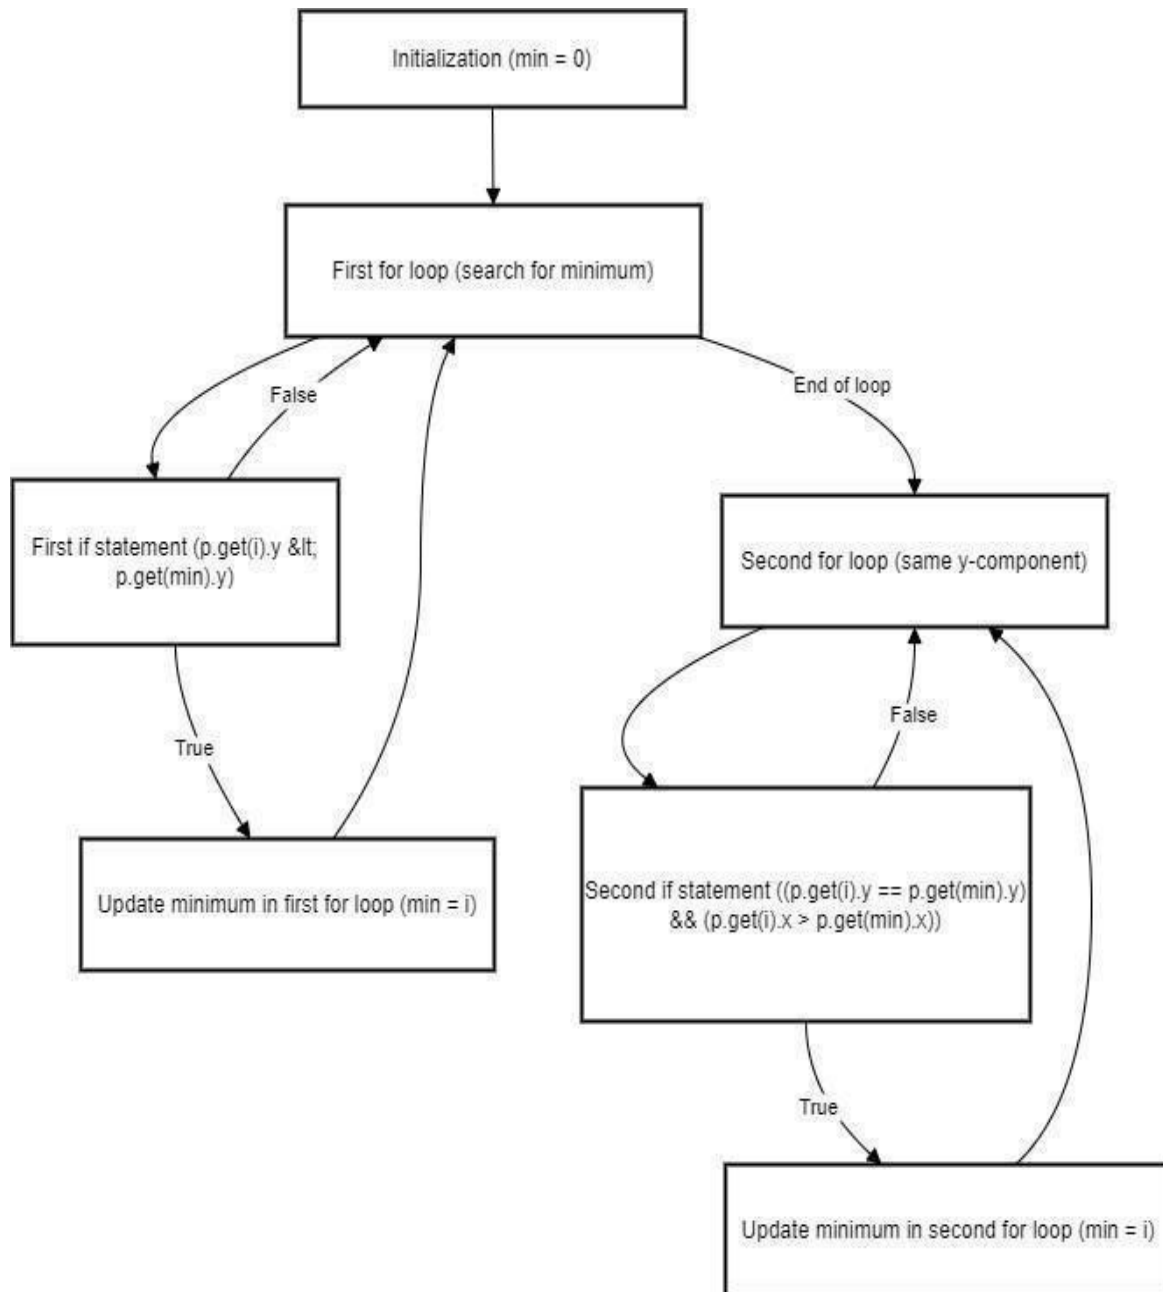 Initialization (min = 0)
First for loop (search for minimum)
False
End of loop
First if statement (p.get(i).y &lt;
p.get(min).y)
Second for loop (same y-component)
True
False
Update minimum in first for loop (min = i)
Second if statement ((p.get(i).y == p.get(min).y)
&& (p.get(i).x > p.get(min).x))
True
Update minimum in second for loop (min = i)